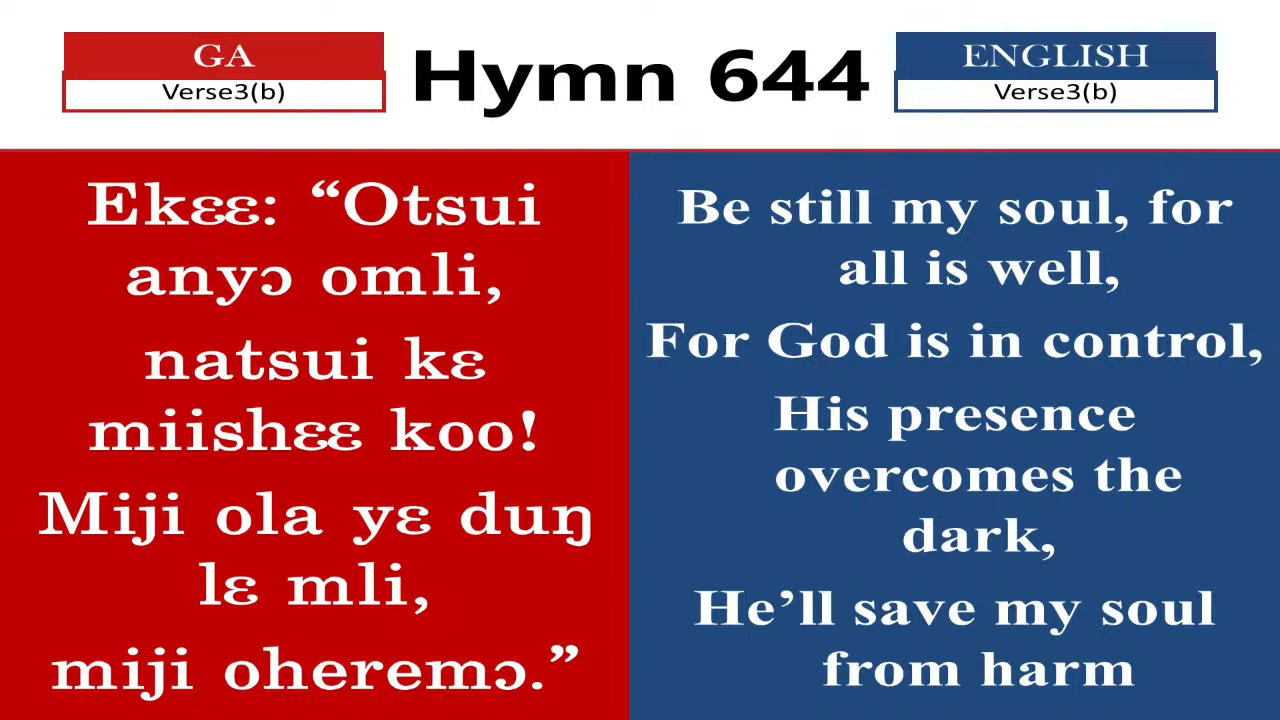 GA
Verse3(b)
Hymn 644
ENGLISH
Verse3(b)
Ekɛɛ: “Otsui
anyɔ omli,
natsui kɛ
miishɛɛ koo!
Miji ola yɛ duŋ
lɛ mli,
miji oheremɔ.”
Be still my soul, for
all is well,
For God is in control,
His presence
overcomes the
dark,
He’ll save my soul
from harm